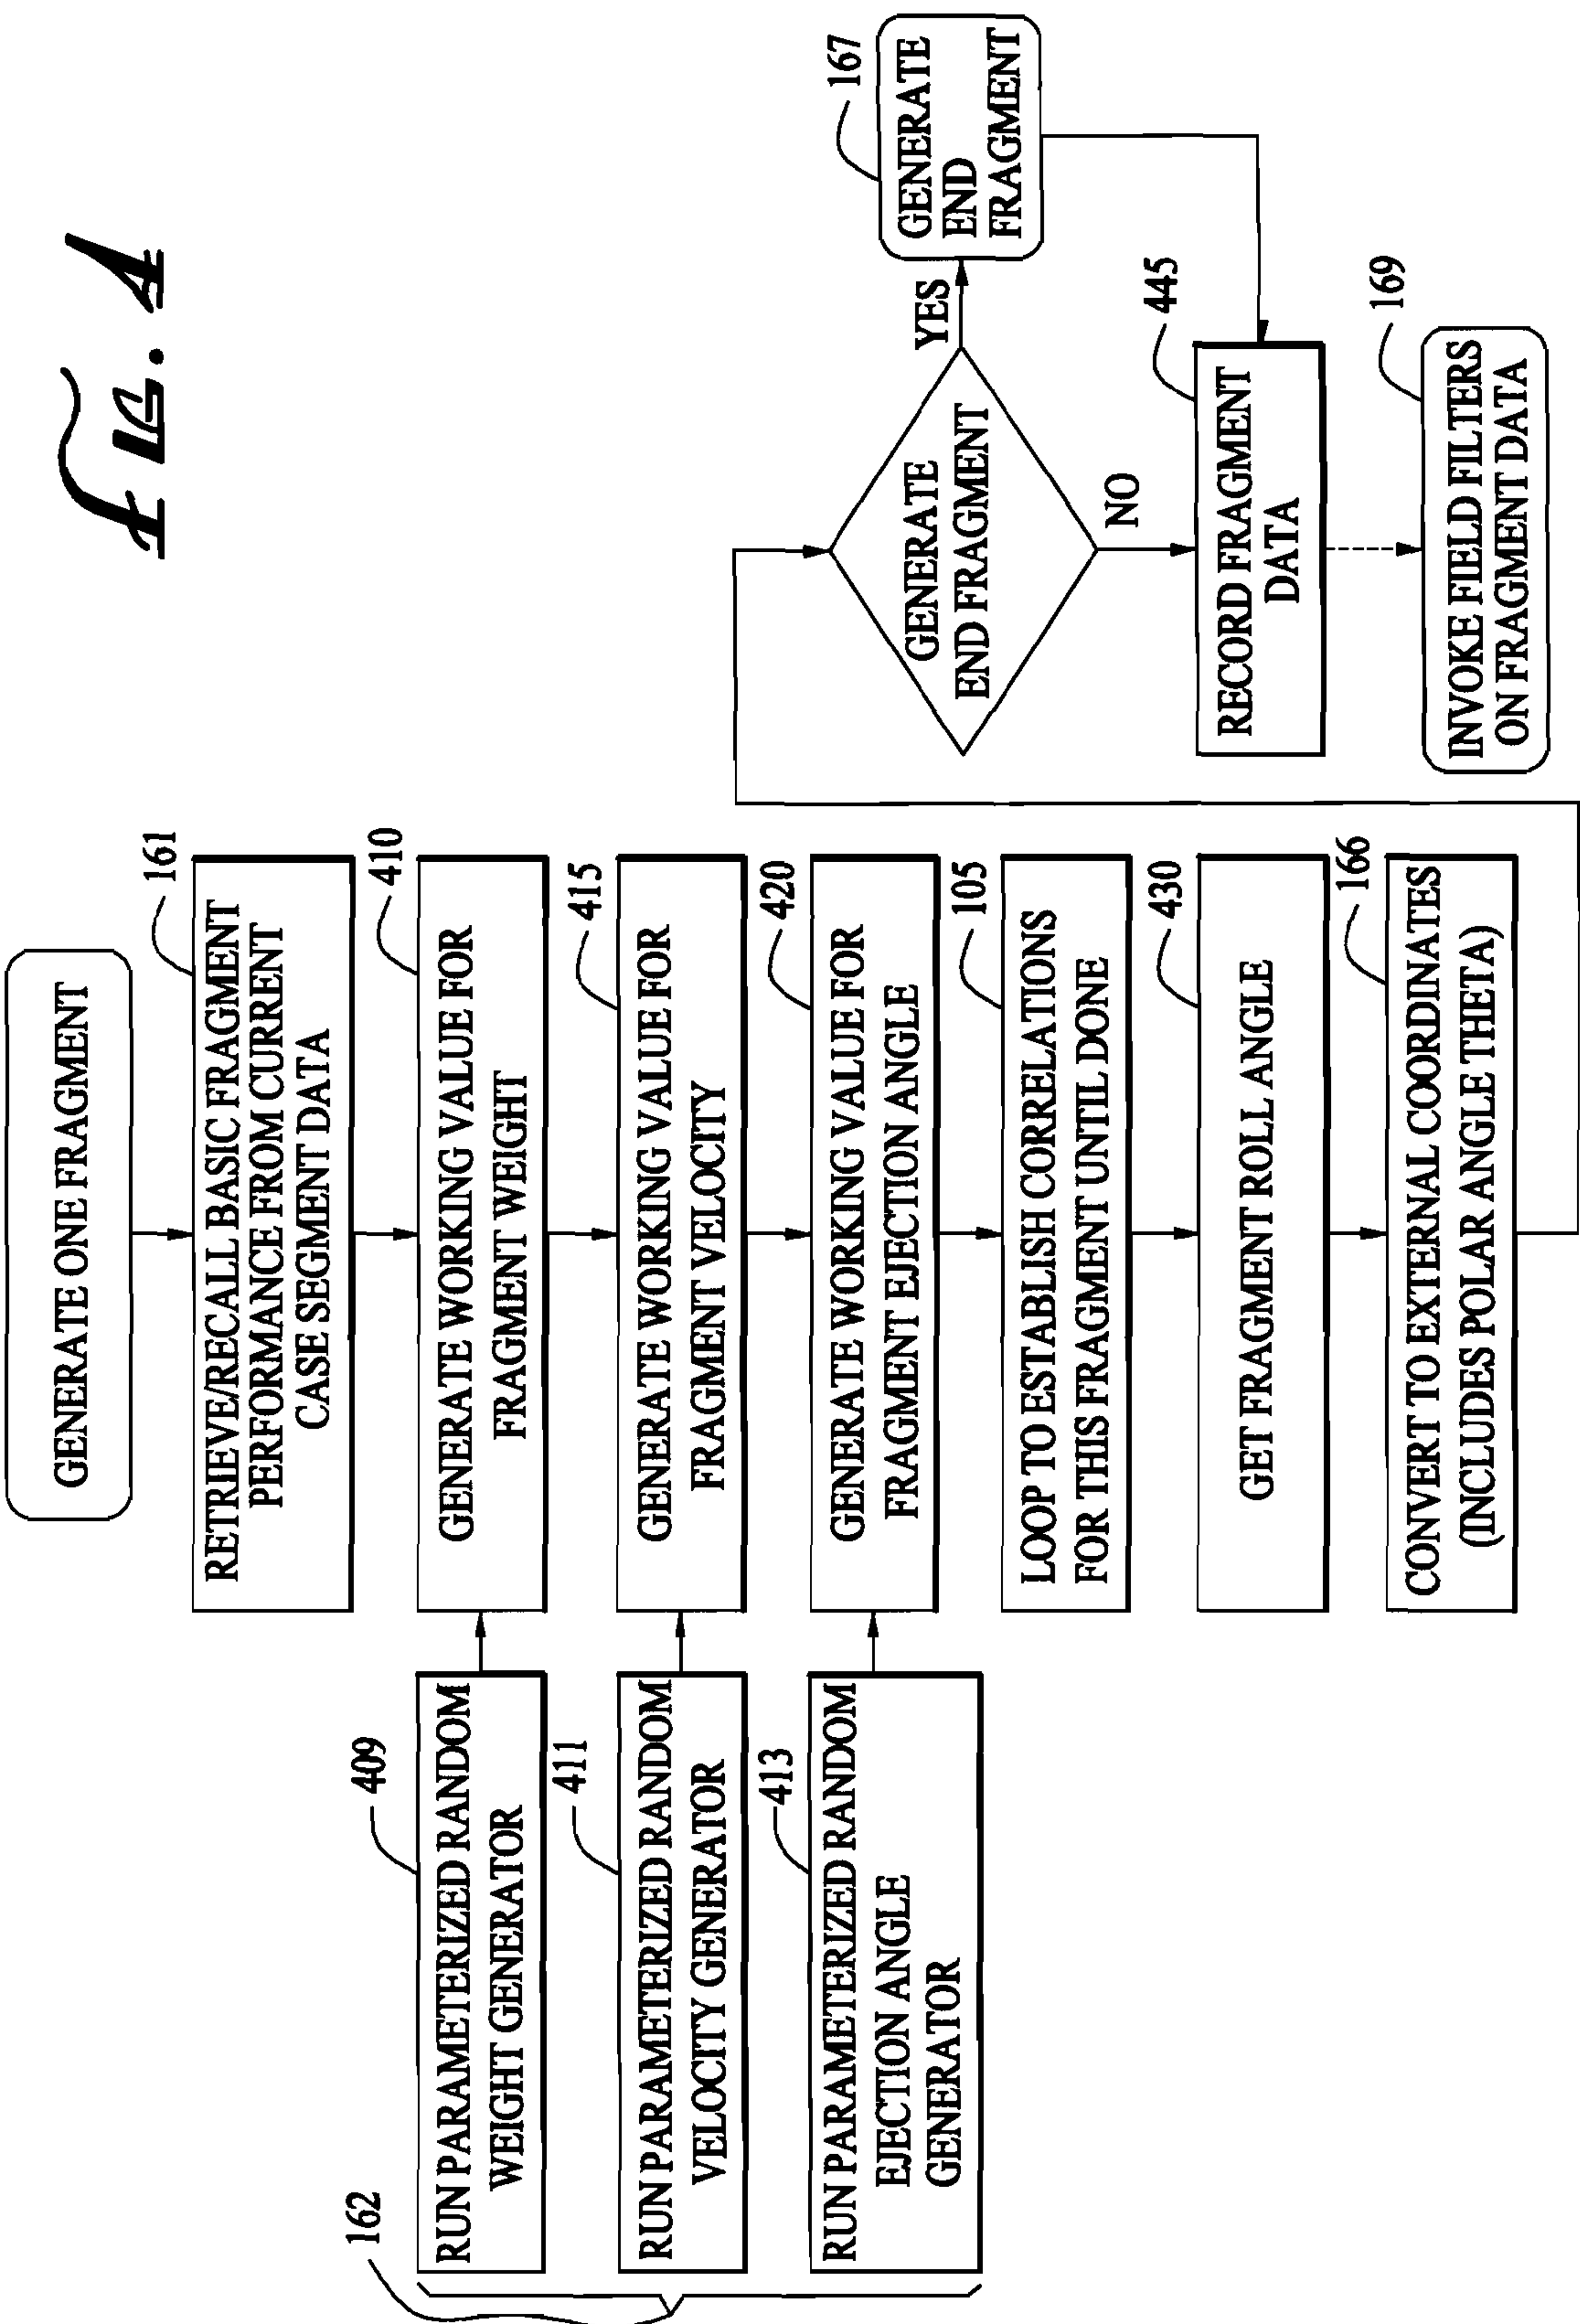 FIG. 4
GENERATE ONE FRAGMENT
161
RETRIEVE/RECALL BASIC FRAGMENT
PERFORMANCE FROM CURRENT
CASE SEGMENT DATA
162
409
RUN PARAMETERIZED RANDOM
WEIGHT GENERATOR
410
GENERATE WORKING VALUE FOR
FRAGMENT WEIGHT
411
RUN PARAMETERIZED RANDOM
VELOCITY GENERATOR
415
GENERATE WORKING VALUE FOR
FRAGMENT VELOCITY
413
RUN PARAMETERIZED RANDOM
EJECTION ANGLE
GENERATOR
420
GENERATE WORKING VALUE FOR
FRAGMENT EJECTION ANGLE
105
LOOP TO ESTABLISH CORRELATIONS
FOR THIS FRAGMENT UNTIL DONE
430
GET FRAGMENT ROLL ANGLE
166
CONVERT TO EXTERNAL COORDINATES
(INCLUDES POLAR ANGLE THETA)
GENERATE
END FRAGMENT
YES
167
GENERATE
END
FRAGMENT
NO
445
RECORD FRAGMENT
DATA
169
INVOKE FIELD FILTERS
ON FRAGMENT DATA